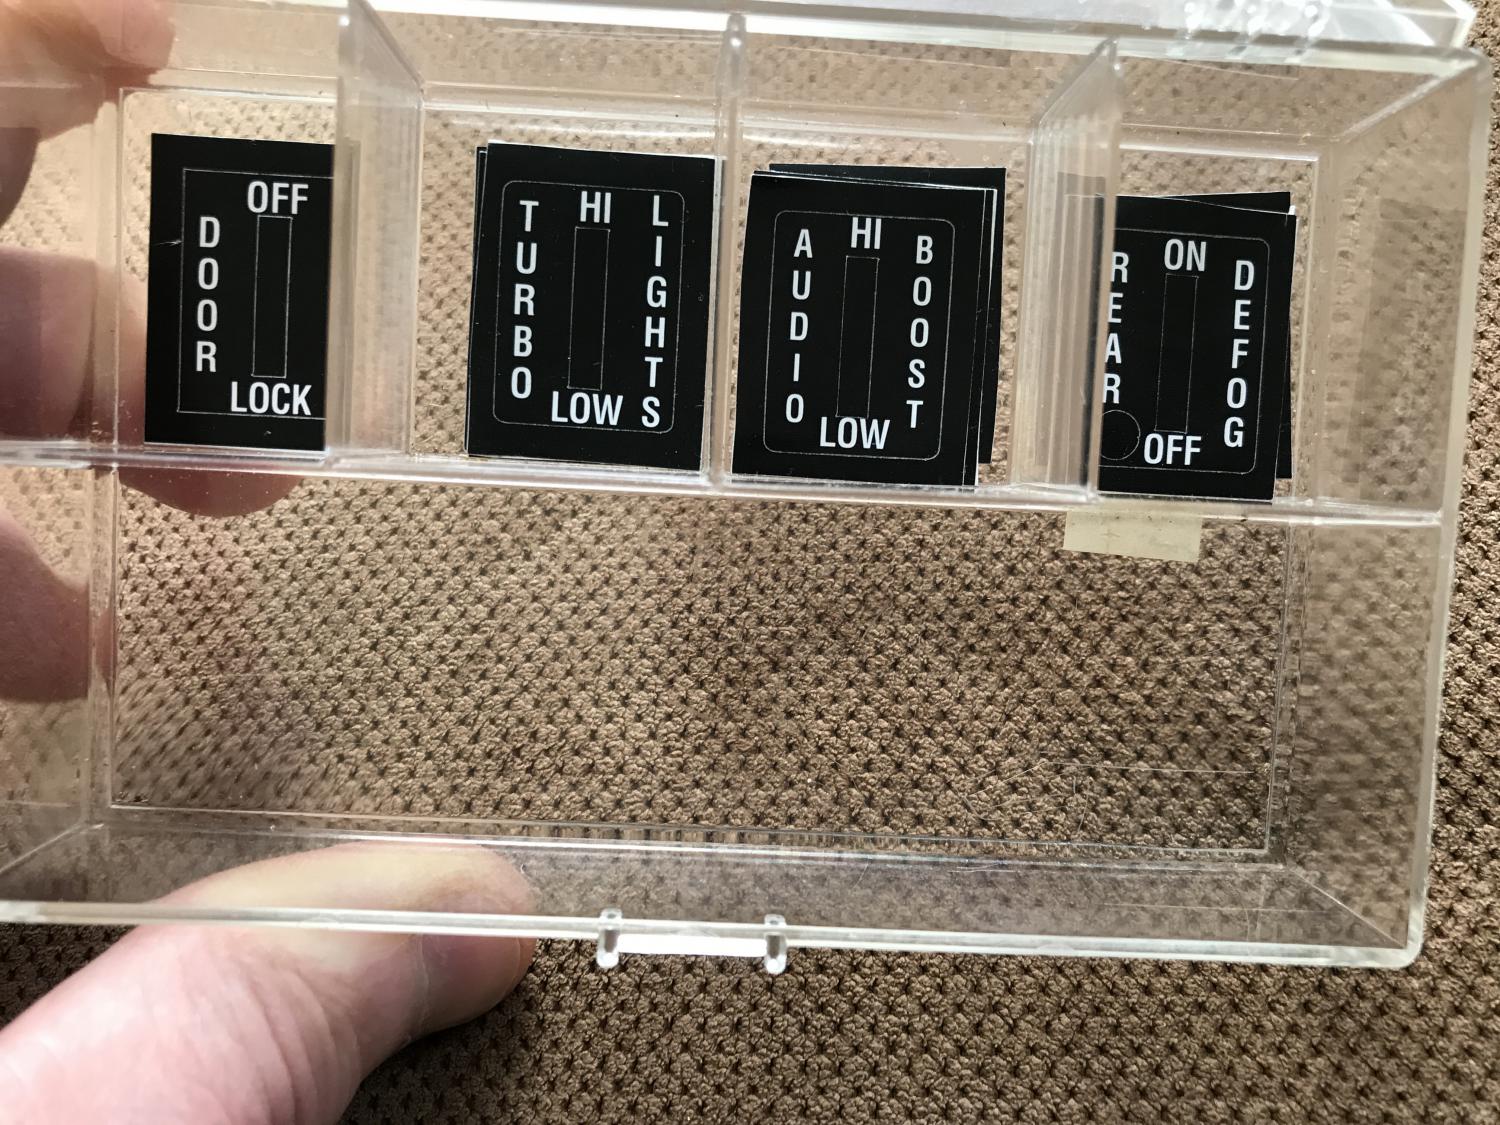 OFF
DOOR
LOCK
HI
TURBO
LIGHTS
LOW
HI
AUDIO
BOOST
LOW
ON
REAR
DEFOG
OFF